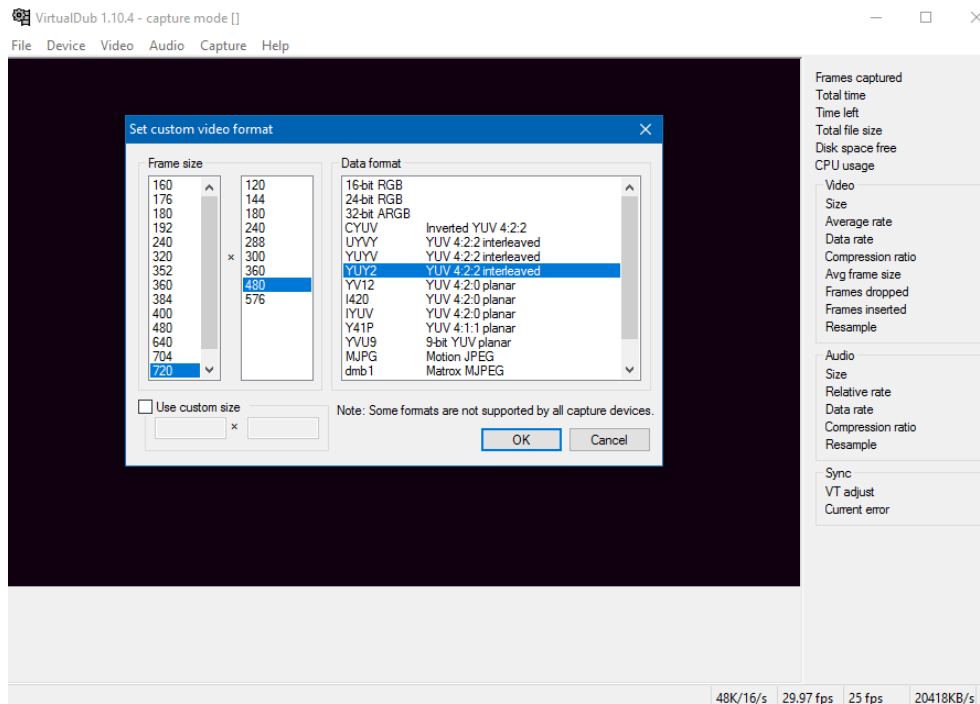 VirtualDub 1.10.4 - capture mode []
File Device Video Audio Capture Help
Set custom video format
Frame size
160
176
180
192
240
320
352
360
384
400
480
640
704
720
×
120
144
180
240
288
300
360
480
576
Data format
16-bit RGB
24-bit RGB
32-bit ARGB
CYUV Inverted YUV 4:2:2
UYVY YUV 4:2:2 interleaved
YUYV YUV 4:2:2 interleaved
YUY2 YUV 4:2:2 interleaved
YV12 YUV 4:2:0 planar
I420 YUV 4:2:0 planar
IYUV YUV 4:2:0 planar
Y41P YUV 4:1:1 planar
YVU9 9-bit YUV planar
MJPG Motion JPEG
dmb1 Matrox MJPEG
Use custom size
×
Note: Some formats are not supported by all capture devices.
OK Cancel
Frames captured
Total time
Time left
Total file size
Disk space free
CPU usage
Video
Size
Average rate
Data rate
Compression ratio
Avg frame size
Frames dropped
Frames inserted
Resample
Audio
Size
Relative rate
Data rate
Compression ratio
Resample
Sync
VT adjust
Current error
48K/16/s 29.97 fps 25 fps 20418KB/s